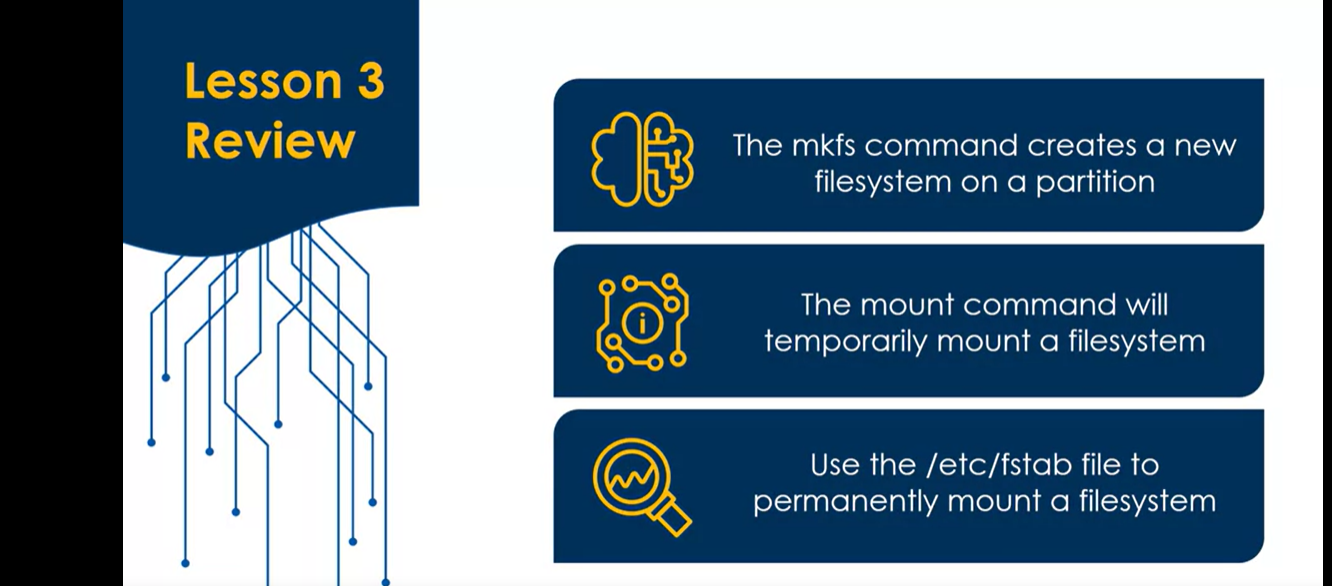 Lesson 3
Review
The mkfs command creates a new
filesystem on a partition
i
The mount command will
temporarily mount a filesystem
Use the /etc/fstab file to
permanently mount a filesystem